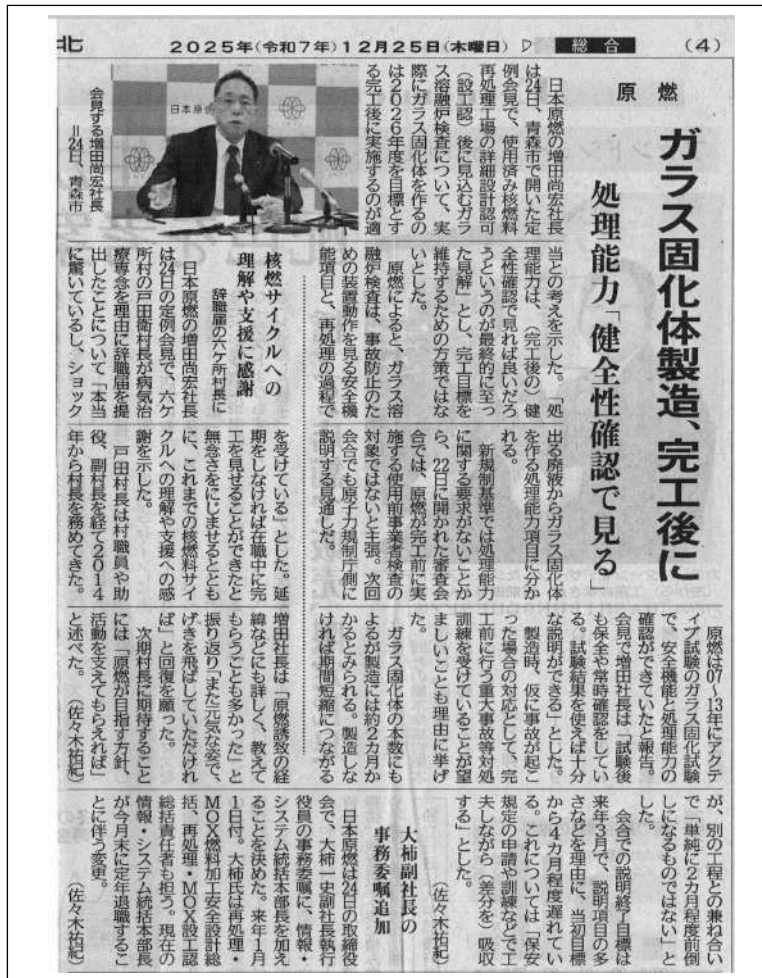 北
2025年(令和7年)12月25日(木曜日)
総合
(4)
原燃
ガラス固化体製造、完工後に
処理能力「健全性確認で見る」
日本原燃の増田尚宏社長
は24日、青森市で開いた定
例会見で、使用済み核燃料
再処理工場の詳細設計認可
（設工認）後に見込むガラ
ス溶融炉検査について、実
際にガラス固化体を作るの
は2026年度を目標とす
る完工後に実施するのが適
日本原
会見する増田尚宏社長
＝24日、青森市
当との考えを示した。「処
理能力は、（完工後の）健
全性確認で見れば良いだろ
うというのが最終的に至っ
た見解」とし、完工目標を
維持するための方策ではな
いとした。
原燃によると、ガラス溶
融炉検査は、事故防止のた
めの装置動作を見る安全機
能項目と、再処理の過程で
出る廃液からガラス固化体
を作る処理能力項目に分か
れる。
新規制基準では処理能力
に関する要求がないことか
ら、22日に開かれた審査会
合では、原燃が完工前に実
施する使用前事業者検査の
対象ではないと主張。次回
会合でも原子力規制庁側に
説明する見通しだ。
原燃は07～13年にアクテ
ィブ試験のガラス固化試験
で、安全機能と処理能力の
確認ができていたと報告。
会見で増田社長は「試験後
も保全や常時確認をしてい
る。試験結果を使えば十分
な説明ができる」とした。
製造時、仮に事故が起こ
った場合の対応として、完
工前に行う重大事故等対処
訓練を受けていることが望
ましいことも理由に挙げ
た。
ガラス固化体の本数にも
よるが製造には約2カ月か
かるとみられる。製造しな
ければ期間短縮につながる
が、別の工程との兼ね合い
で「単純に2カ月程度前倒
しになるものではない」と
した。
会合での説明終了目標は
来年3月で、説明項目の多
さなどを理由に、当初目標
から4カ月程度遅れてい
る。これについては「保安
規定の申請や訓練などで工
夫しながら（差分を）吸収
する」とした。
（佐々木祐紀）
核燃サイクルへの
理解や支援に感謝
辞職届の六ケ所村長に
日本原燃の増田尚宏社長
は24日の定例会見で、六ケ
所村の戸田衛村長が病気治
療専念を理由に辞職届を提
出したことについて「本当
に驚いているし、ショック
を受けている」とした。延
期をしなければ在職中に完
工を見せることができたと
無念さをにじませるととも
に、これまでの核燃料サイ
クルへの理解や支援への感
謝を示した。
戸田村長は村職員や助
役、副村長を経て2014
年から村長を務めてきた。
増田社長は「原燃誘致の経
緯などにも詳しく、教えて
もらうことも多かった」と
振り返り「また元気な姿で、
げきを飛ばしていただけれ
ば」と回復を願った。
次期村長に期待すること
には「原燃が目指す方針、
活動を支えてもらえれば」
と述べた。
（佐々木祐紀）
大柿副社長の
事務委嘱追加
日本原燃は24日の取締役
会で、大柿一史副社長執行
役員の事務委嘱に、情報・
システム統括本部長を加え
ることを決めた。来年1月
1日付。大柿氏は再処理・
MOX燃料加工安全設計総
括、再処理・MOX設工認
総括責任者も担う。現在の
情報・システム統括本部長
が今月末に定年退職するこ
とに伴う変更。
（佐々木祐紀）